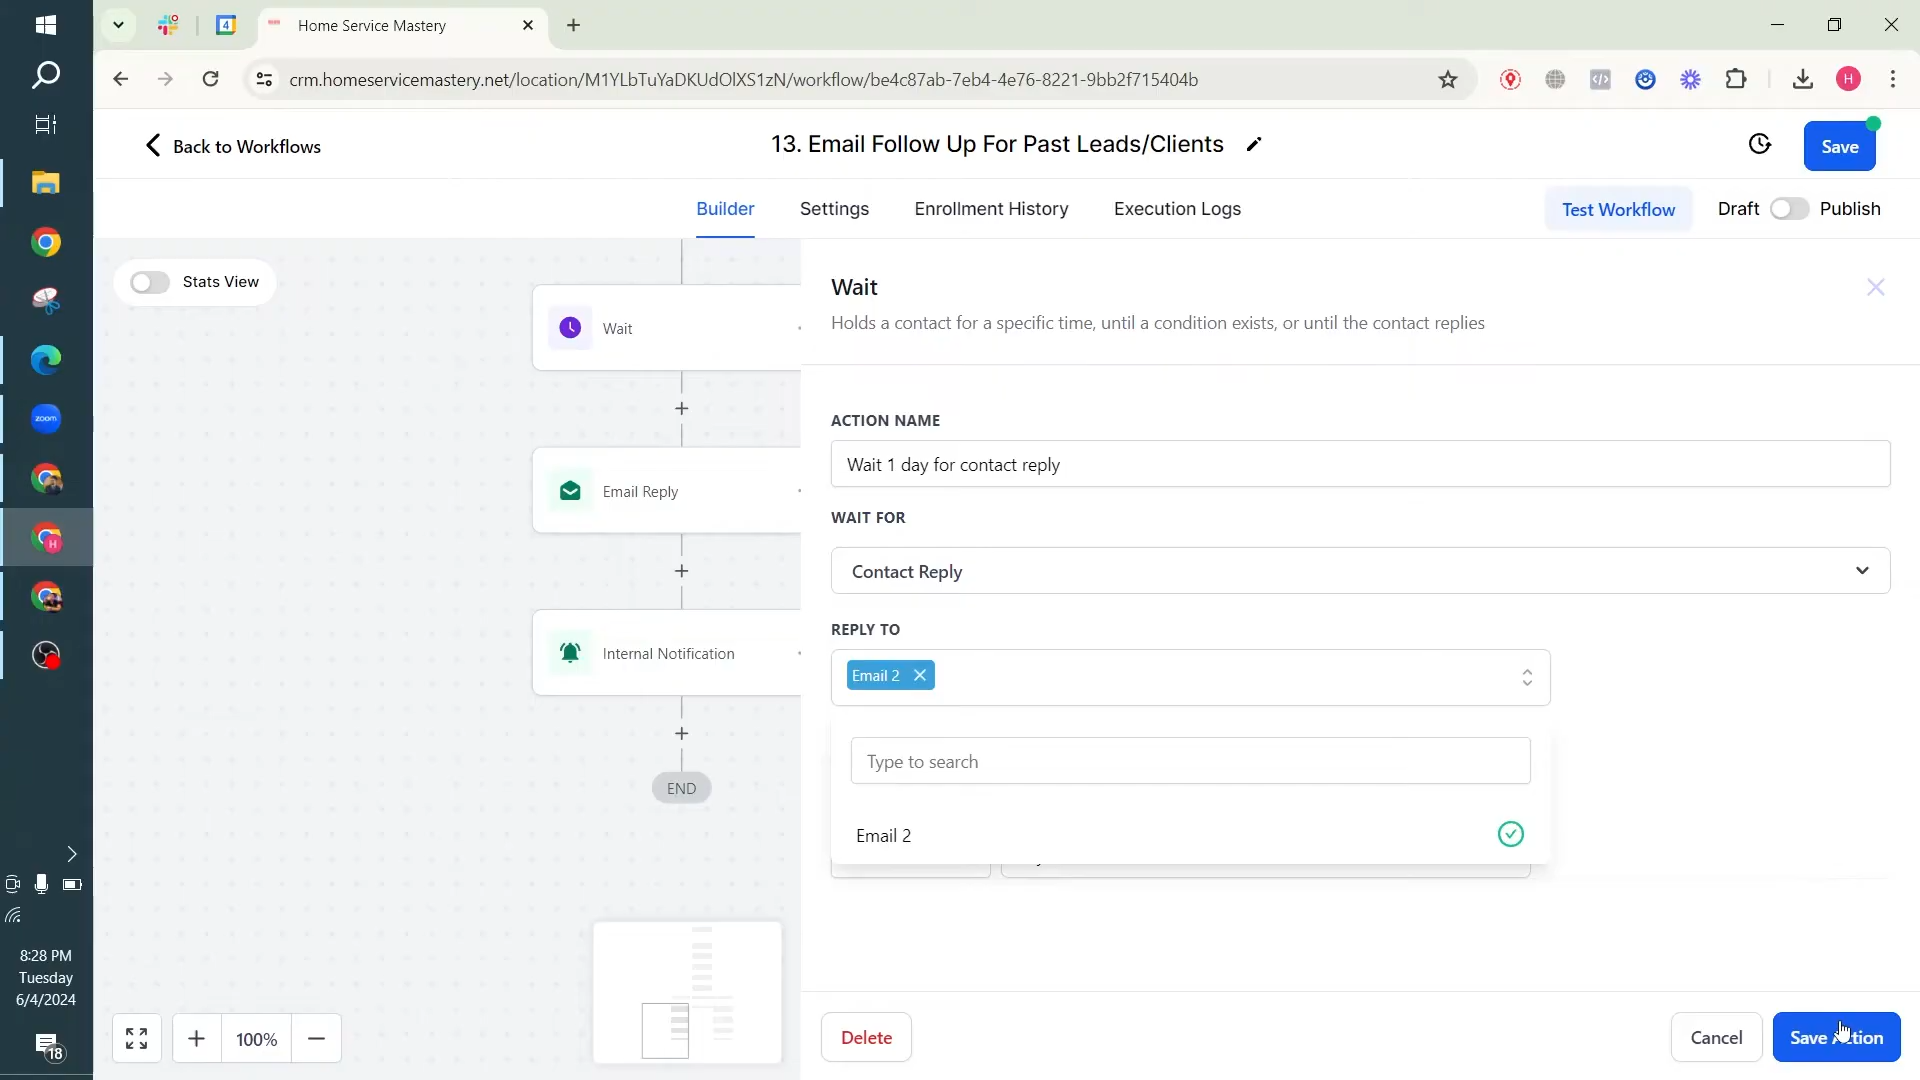 4
Home Service Mastery
crm.homeservicemastery.net/location/M1YLbTuYaDKUdOlXS1zN/workflow/be4c87ab-7eb4-4e76-8221-9bb2f715404b
H
Back to Workflows
13. Email Follow Up For Past Leads/Clients
Save
Builder
Settings
Enrollment History
Execution Logs
Test Workflow
Draft
Publish
Stats View
Wait
Email Reply
Internal Notification
END
Wait
Holds a contact for a specific time, until a condition exists, or until the contact replies
ACTION NAME
Wait 1 day for contact reply
WAIT FOR
Contact Reply
REPLY TO
Email 2
Type to search
Email 2
Delete
Cancel
Save Action
100%
zoom
H
8:28 PM
Tuesday
6/4/2024
18